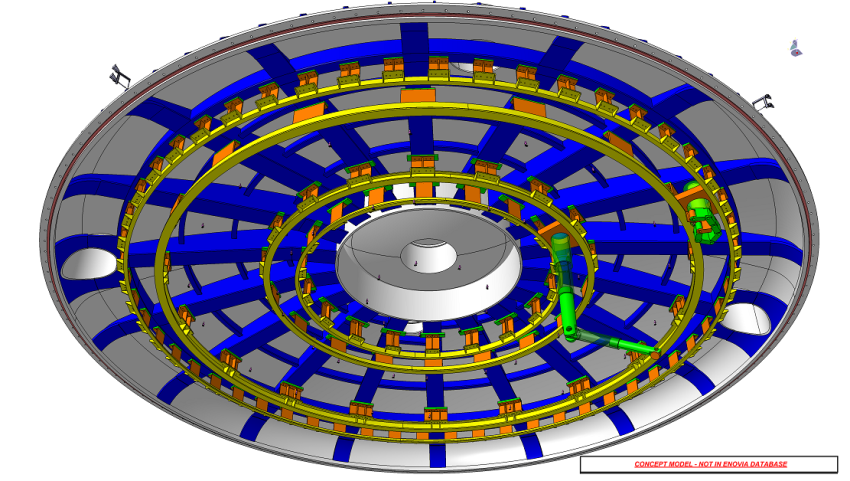 CONCEPT MODEL - NOT IN ENOVIA DATABASE